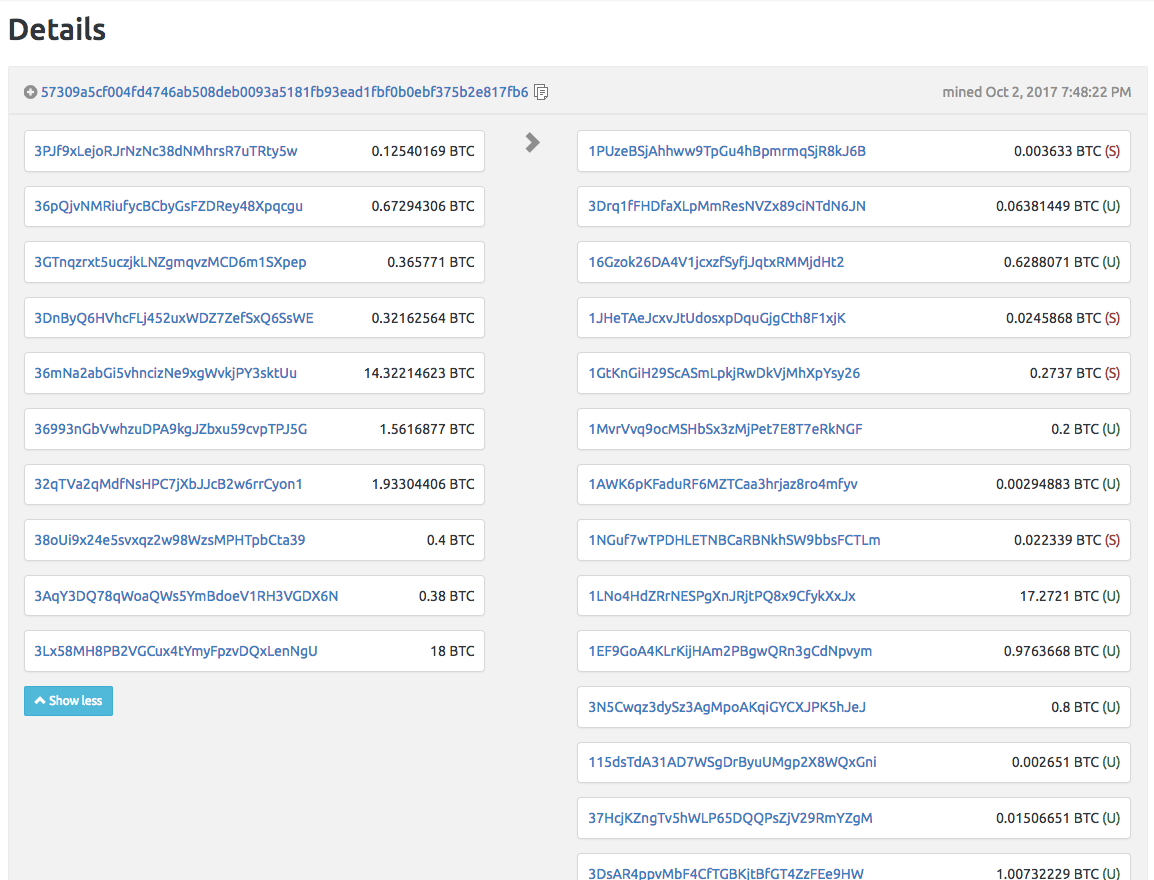 Details
57309a5cf004fd4746ab508deb0093a5181fb93ead1fbf0b0ebf375b2e817fb6 mined Oct 2, 2017 7:48:22 PM
3PJf9xLejoRJrNzNc38dNMhrsR7uTRty5w 0.12540169 BTC
36pQjvNMRiufycBCbyGsFZDRey48Xpqcgu 0.67294306 BTC
3GTnqzrxt5uczjkLNZgmqvzMCD6m1SXpep 0.365771 BTC
3DnByQ6HVhcFLj452uxWDZ7ZefSxQ6SsWE 0.32162564 BTC
36mNa2abGi5vhncizNe9xgWvkjPY3sktUu 14.32214623 BTC
36993nGbVwhzuDPA9kgJZbxu59cvpTPJ5G 1.5616877 BTC
32qTVa2qMdfNsHPC7jXbJJcB2w6rrCyon1 1.93304406 BTC
38oUi9x24e5svxqz2w98WzsMPHTpbCta39 0.4 BTC
3AqY3DQ78qWoaQWs5YmBdoeV1RH3VGDX6N 0.38 BTC
3Lx58MH8PB2VGCux4tYmyFpzvDQxLenNgU 18 BTC
Show less
1PUzeBSjAhhww9TpGu4hBpmrmqSjR8kJ6B 0.003633 BTC (S)
3Drq1fFHDfaXLpMmResNVZx89ciNTdN6JN 0.06381449 BTC (U)
16Gzok26DA4V1jcxzfSyfjJqtxRMMjdHt2 0.6288071 BTC (U)
1JHeTAeJcxvJtUdosxpDquGjgCth8F1xjK 0.0245868 BTC (S)
1GtKnGiH29ScASmLpkjRwDkVjMhXpYsy26 0.2737 BTC (S)
1MvrVvq9ocMSHbSx3zMjPet7E8T7eRkNGF 0.2 BTC (U)
1AWK6pKFaduRF6MZTCaa3hrjaz8ro4mfyv 0.00294883 BTC (U)
1NGuf7wTPDHLETNBCaRBNkhSW9bbsFCTLm 0.022339 BTC (S)
1LNo4HdZRrNESPgXnJRjtPQ8x9CfykXxJx 17.2721 BTC (U)
1EF9GoA4KLrKijHAm2PBgwQRn3gCdNpvym 0.9763668 BTC (U)
3N5Cwqz3dySz3AgMpoAKqiGYCXJPK5hJeJ 0.8 BTC (U)
115dsTdA31AD7WSgDrByuUMgp2X8WQxGni 0.002651 BTC (U)
37HcjKZngTv5hWLP65DQQPsZjV29RmYZgM 0.01506651 BTC (U)
3DsAR4ppvMbF4CfTGBKjtBfGT4ZzFEe9HW 1.00732229 BTC (U)